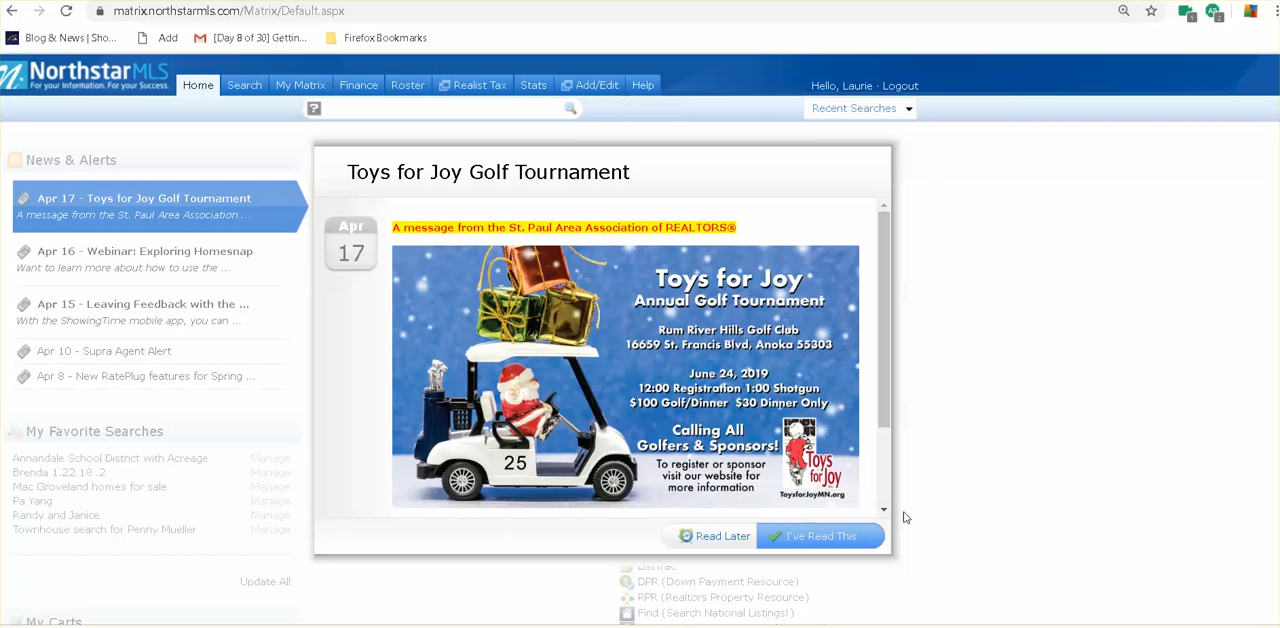 matrix.northstarmls.com/Matrix/Default.aspx
Blog & News | Sho...
Add
[Day 8 of 30] Gettin...
Firefox Bookmarks
NorthstarMLS
For your Information. For your Success.
Home
Search
My Matrix
Finance
Roster
Realist Tax
Stats
Add/Edit
Help
Hello, Laurie · Logout
?
Recent Searches
News & Alerts
Apr 17 - Toys for Joy Golf Tournament
A message from the St. Paul Area Association ...
Apr 16 - Webinar: Exploring Homesnap
Want to learn more about how to use the ...
Apr 15 - Leaving Feedback with the ...
With the ShowingTime mobile app, you can ...
Apr 10 - Supra Agent Alert
Apr 8 - New RatePlug features for Spring ...
My Favorite Searches
Annandale School District with Acreage Manage
Brenda 1.22.18 .2 Manage
Mac Groveland homes for sale Manage
Pa Yang Manage
Randy and Janice Manage
Townhouse search for Penny Mueller Manage
Update All
My Carts
Toys for Joy Golf Tournament
Apr
17
A message from the St. Paul Area Association of REALTORS®
Toys for Joy
Annual Golf Tournament
Rum River Hills Golf Club
16659 St. Francis Blvd, Anoka 55303
June 24, 2019
12:00 Registration 1:00 Shotgun
$100 Golf/Dinner $30 Dinner Only
Calling All
Golfers & Sponsors!
To register or sponsor
visit our website for
more information
Toys
for Joy
ToysforJoyMN.org
25
Read Later
I've Read This
DPR (Down Payment Resource)
RPR (Realtors Property Resource)
Find (Search National Listings!)